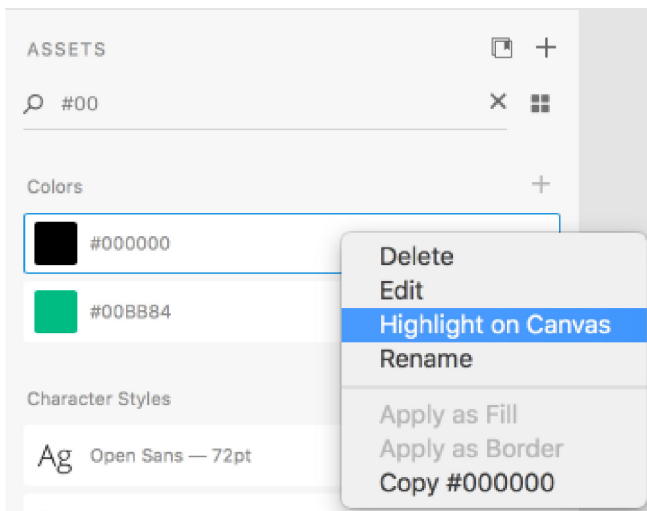 ASSETS
#00
Colors
#000000
#00BB84
Character Styles
Ag Open Sans — 72pt
Delete
Edit
Highlight on Canvas
Rename
Apply as Fill
Apply as Border
Copy #000000